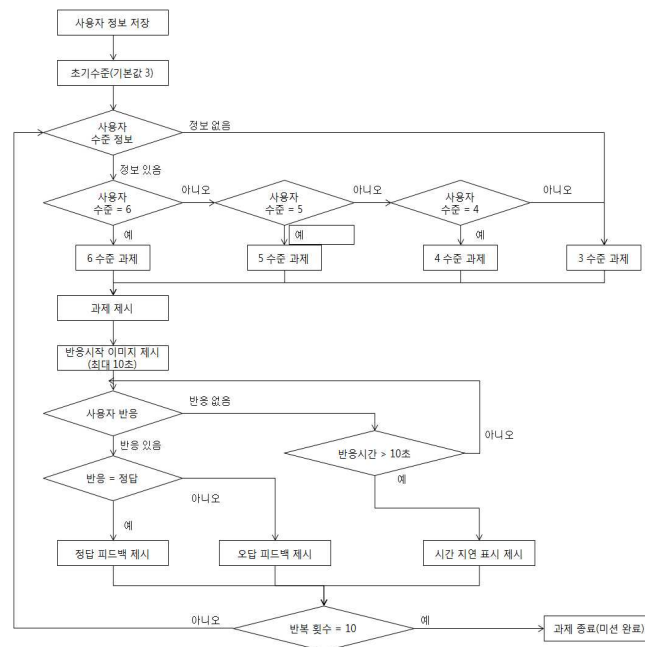 사용자 정보 저장
초기수준(기본값 3)
사용자
수준 정보
정보 없음
정보 있음
사용자
수준 = 6
아니오
사용자
수준 = 5
아니오
사용자
수준 = 4
아니오
예
예
예
6 수준 과제
5 수준 과제
4 수준 과제
3 수준 과제
과제 제시
반응시작 이미지 제시
(최대 10초)
사용자 반응
반응 없음
반응 있음
반응시간 > 10초
아니오
예
반응 = 정답
아니오
예
정답 피드백 제시
오답 피드백 제시
시간 지연 표시 제시
아니오
반복 횟수 = 10
예
과제 종료(미션 완료)